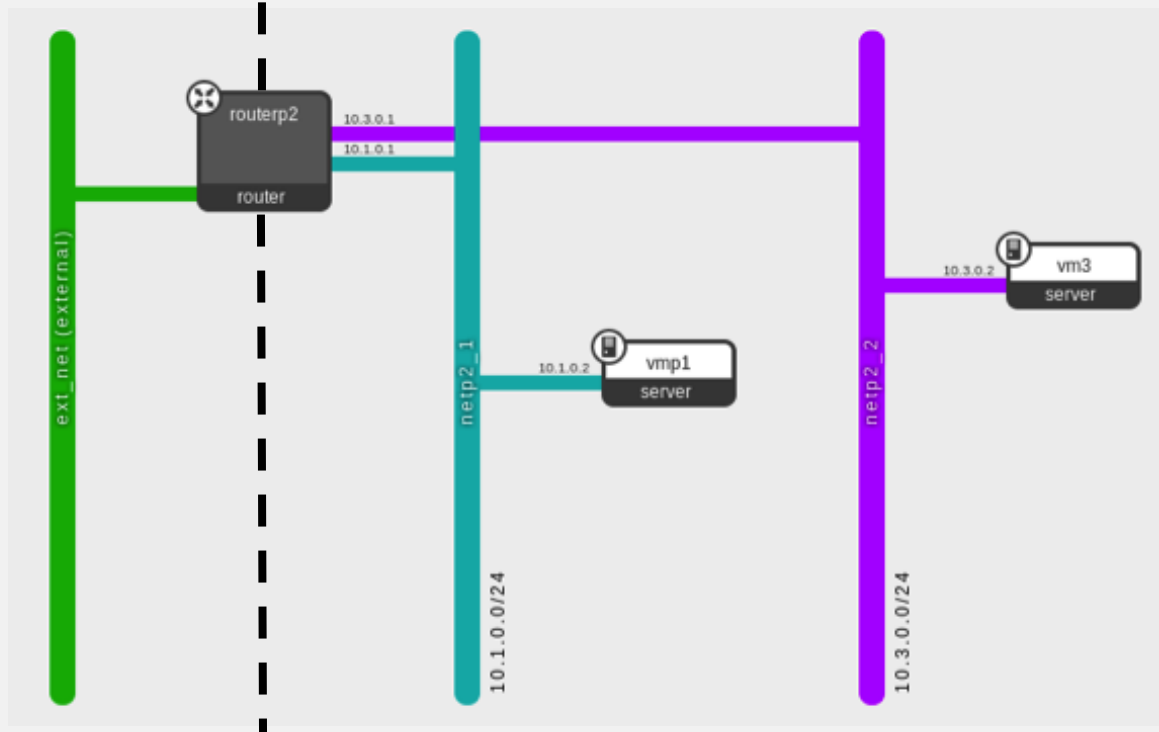 routerp2
router
10.3.0.1
10.1.0.1
ext_net (external)
netp2_1
10.1.0.0/24
10.1.0.2
vmp1
server
netp2_2
10.3.0.0/24
10.3.0.2
vm3
server